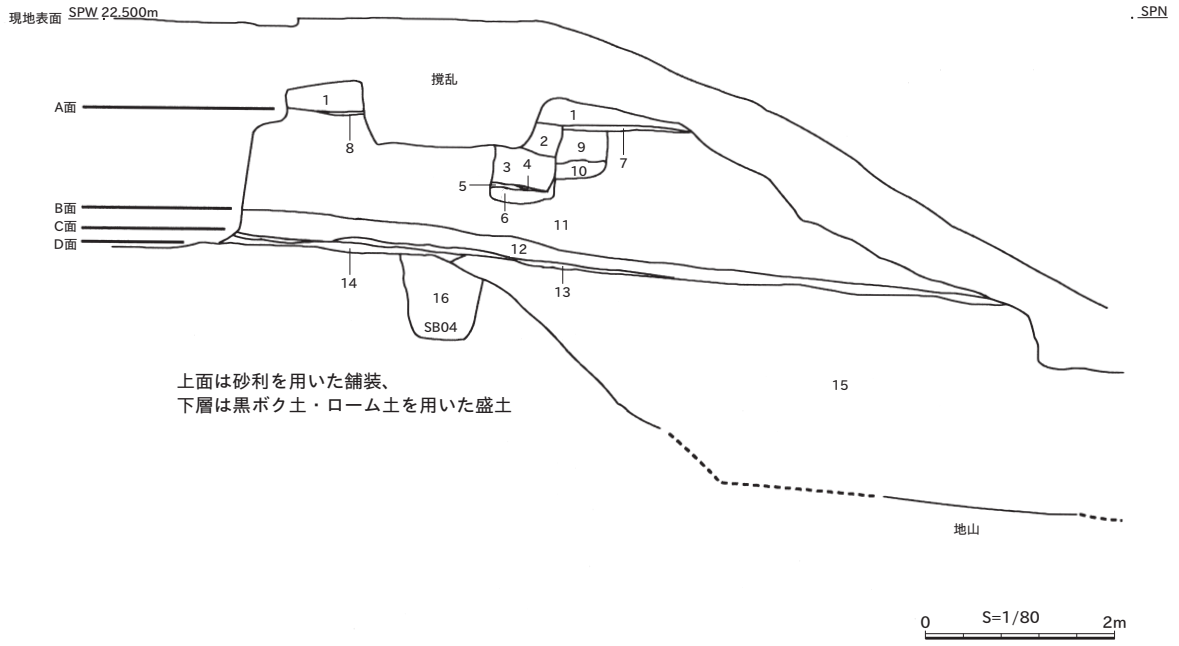 現地表面 SPW 22.500m
SPN
撹乱
A面
1
8
1
2
9
7
3
4
10
5
6
B面
C面
D面
11
12
14
13
16
SB04
上面は砂利を用いた舗装、
下層は黒ボク土・ローム土を用いた盛土
15
地山
0 S=1/80 2m